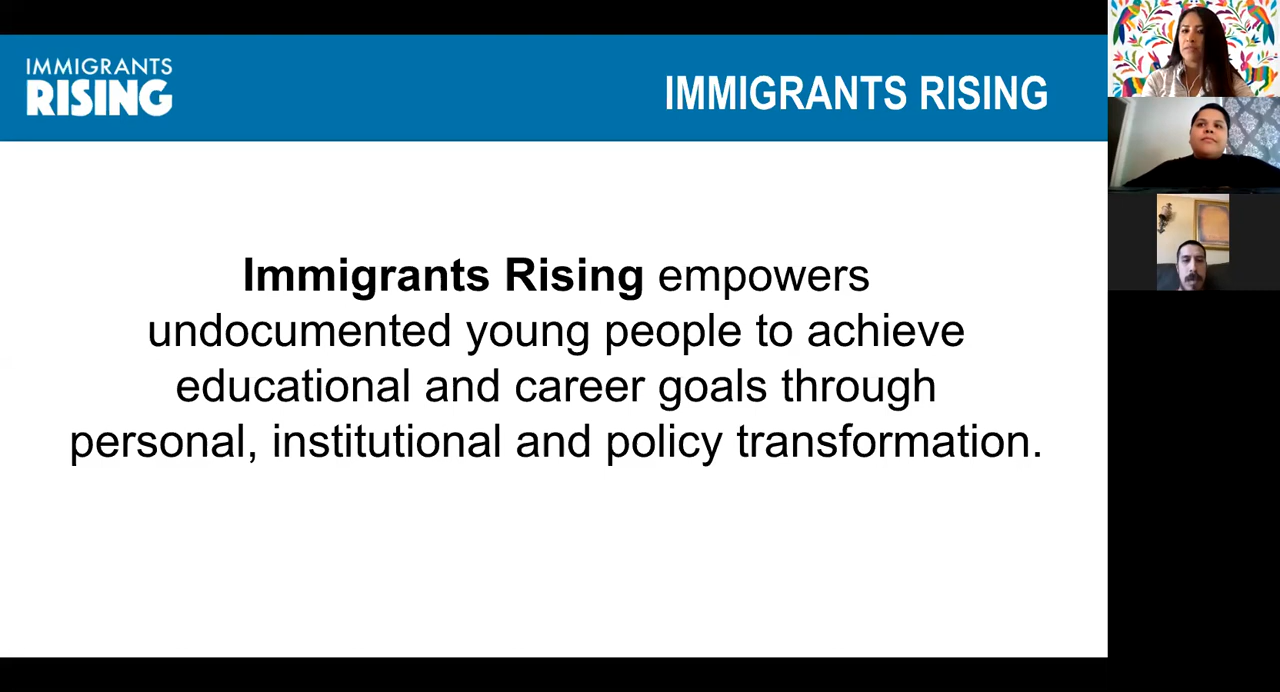 IMMIGRANTS
RISING
IMMIGRANTS RISING
Immigrants Rising empowers
undocumented young people to achieve
educational and career goals through
personal, institutional and policy transformation.